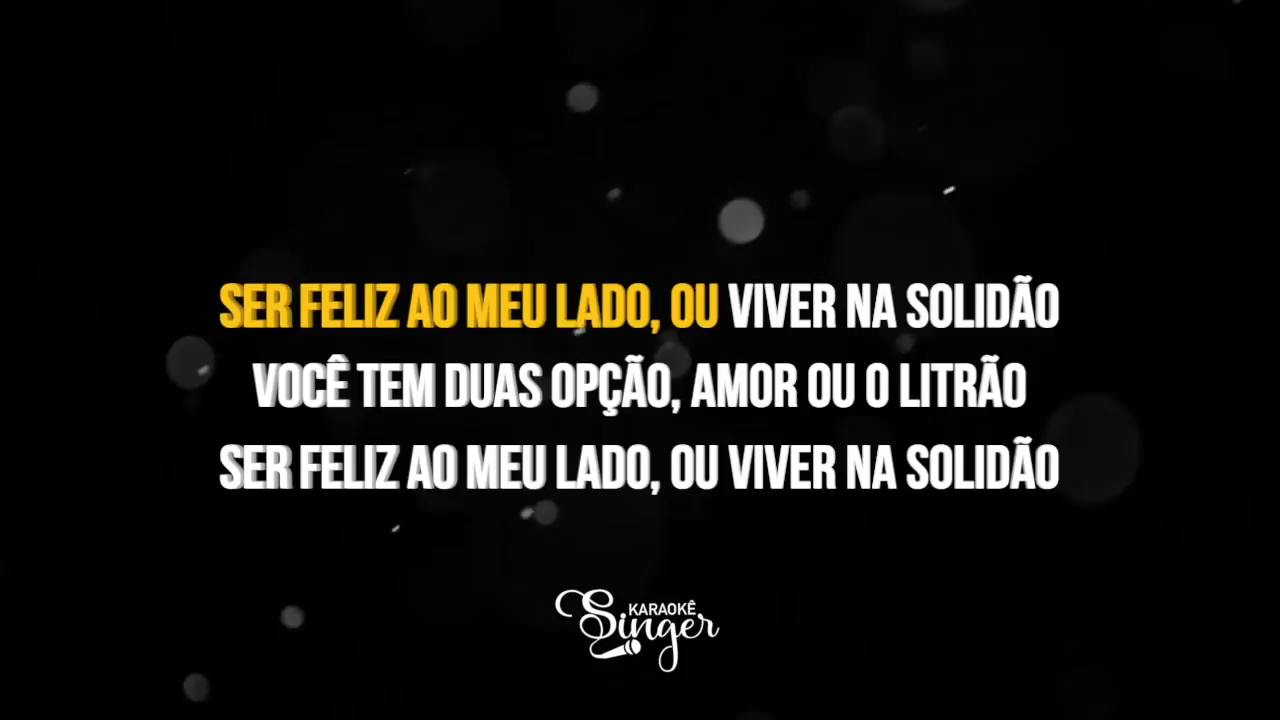 SER FELIZ AO MEU LADO, OU VIVER NA SOLIDÃO
VOCÊ TEM DUAS OPÇÃO, AMOR OU O LITRÃO
SER FELIZ AO MEU LADO, OU VIVER NA SOLIDÃO
KARAOKÊ
Singer